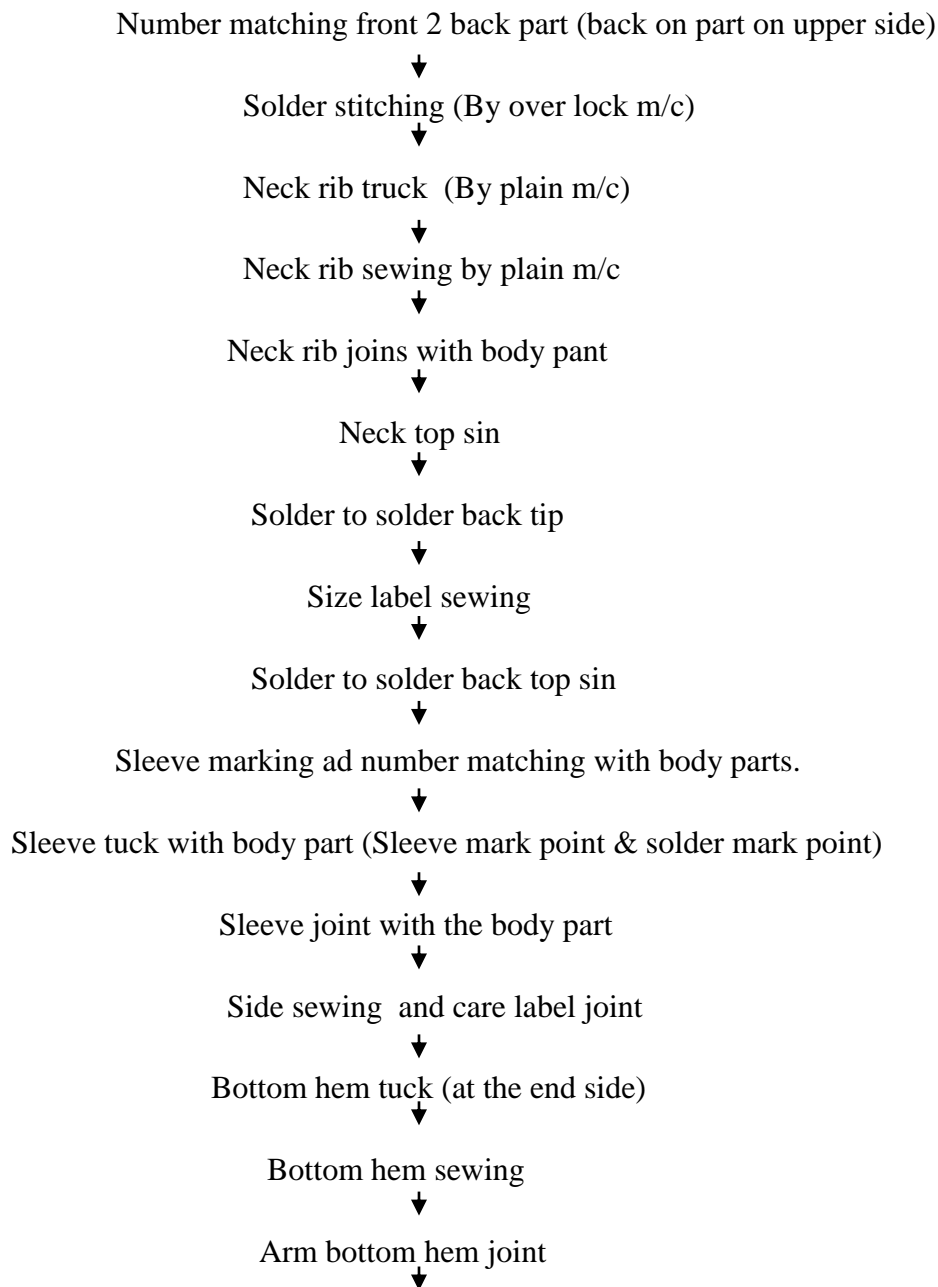 Number matching front 2 back part (back on part on upper side)
Solder stitching (By over lock m/c)
Neck rib truck (By plain m/c)
Neck rib sewing by plain m/c
Neck rib joins with body pant
Neck top sin
Solder to solder back tip
Size label sewing
Solder to solder back top sin
Sleeve marking ad number matching with body parts.
Sleeve tuck with body part (Sleeve mark point & solder mark point)
Sleeve joint with the body part
Side sewing and care label joint
Bottom hem tuck (at the end side)
Bottom hem sewing
Arm bottom hem joint